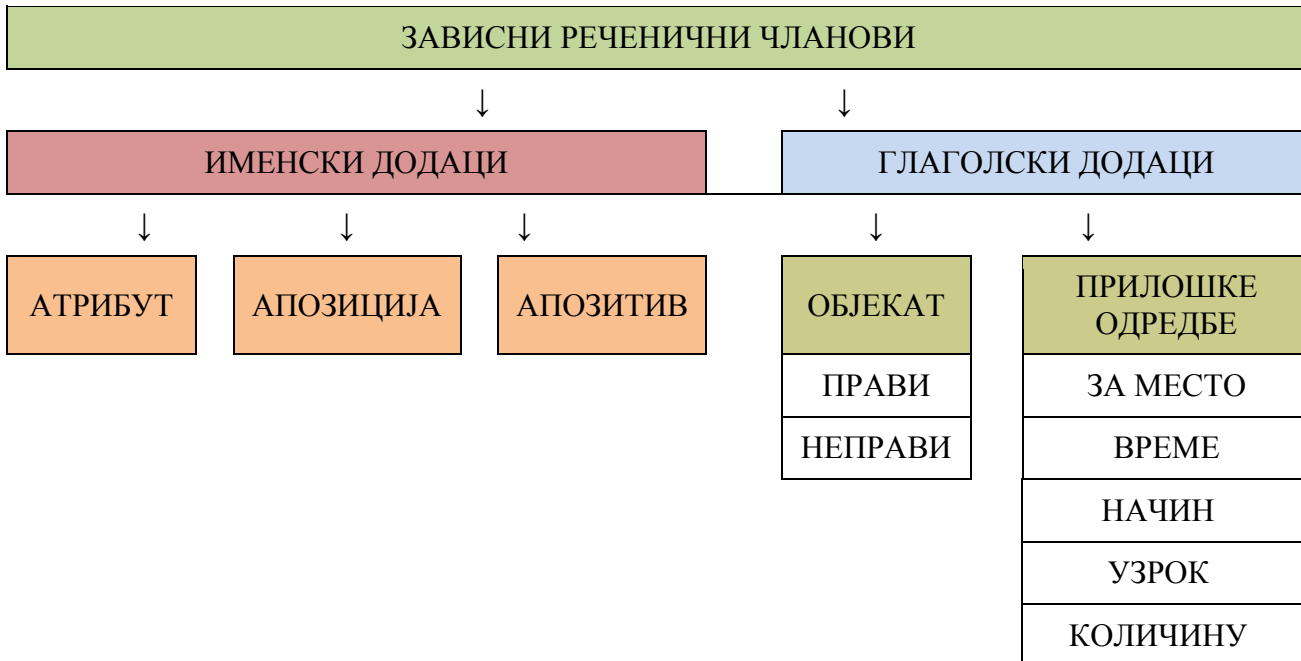 ЗАВИСНИ РЕЧЕНИЧНИ ЧЛАНОВИ
↓ ↓
ИМЕНСКИ ДОДАЦИ ГЛАГОЛСКИ ДОДАЦИ
↓ ↓ ↓ ↓ ↓
АТРИБУТ АПОЗИЦИЈА АПОЗИТИВ ОБЈЕКАТ ПРИЛОШКЕ
ОДРЕДБЕ
ПРАВИ ЗА МЕСТО
НЕПРАВИ ВРЕМЕ
НАЧИН
УЗРОК
КОЛИЧИНУ